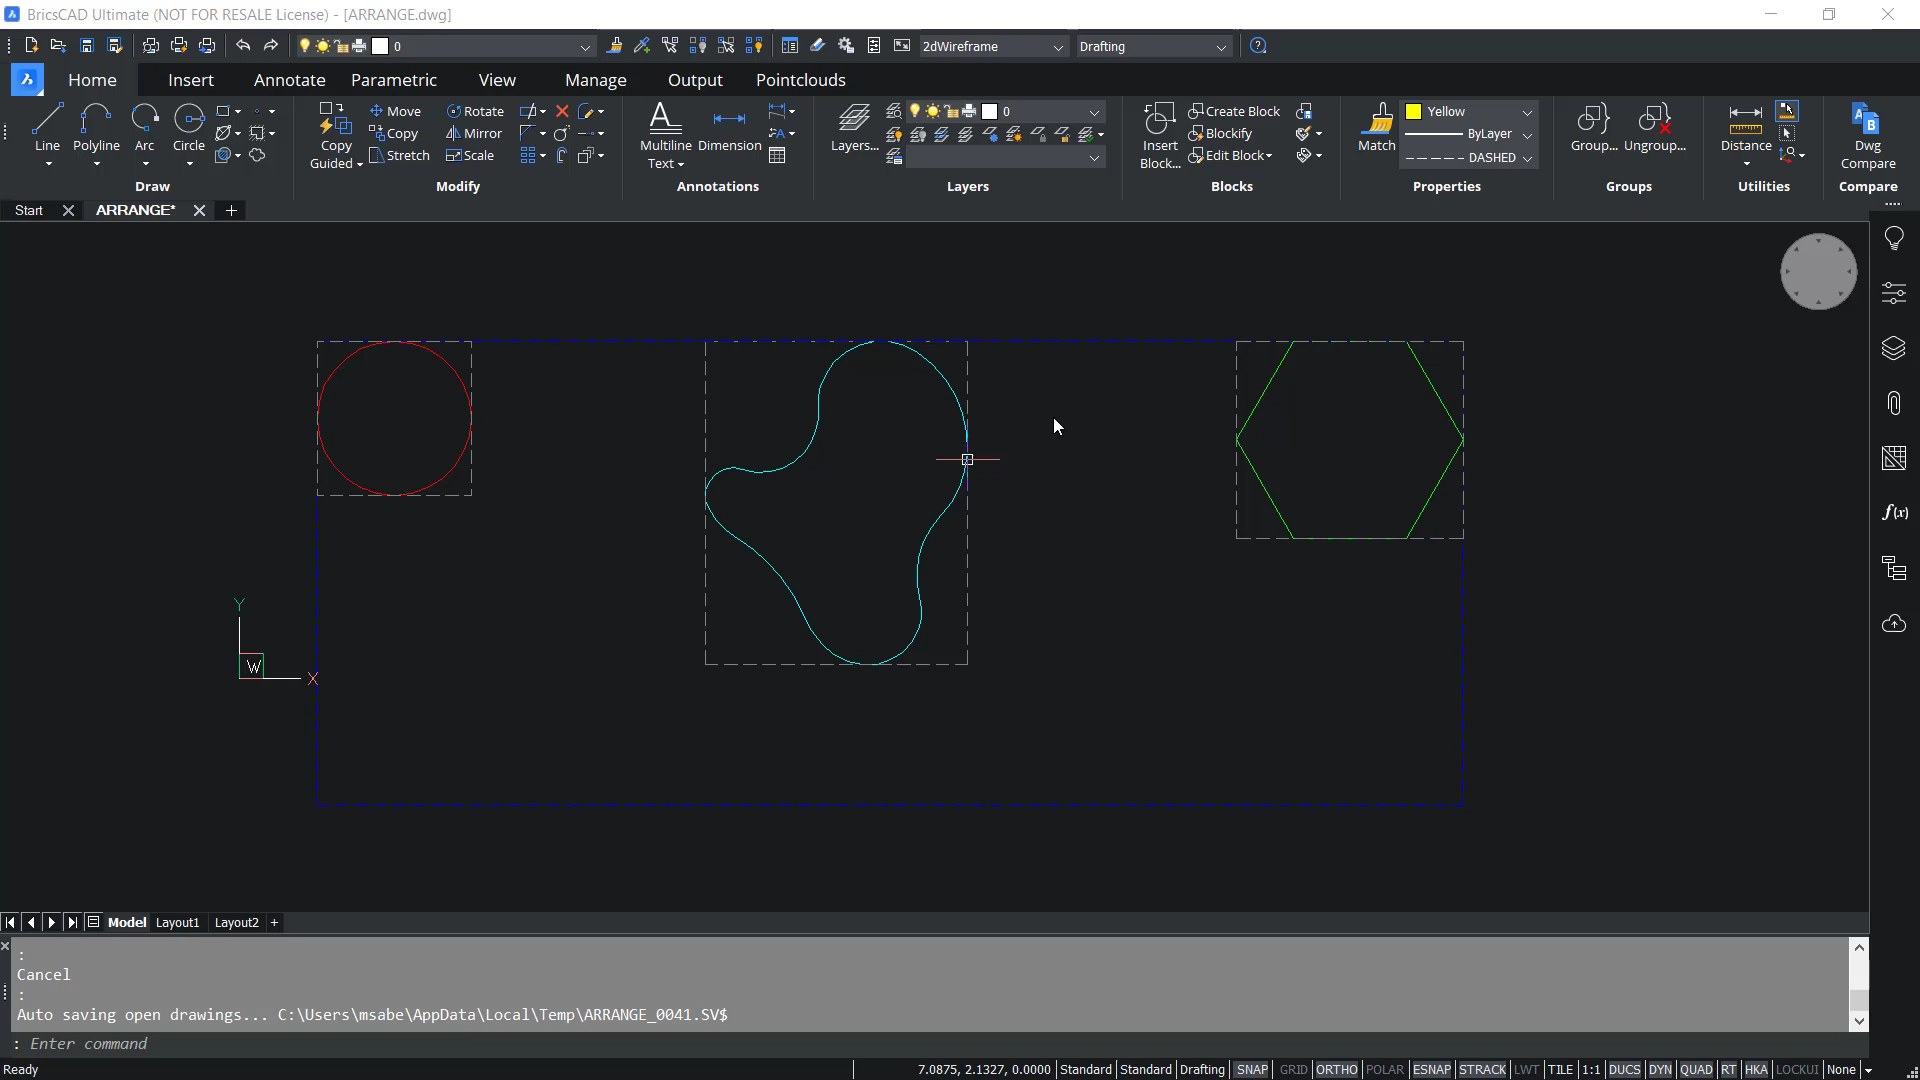 BricsCAD Ultimate (NOT FOR RESALE License) - [ARRANGE.dwg]
0
2dWireframe
Drafting
Home
Insert
Annotate
Parametric
View
Manage
Output
Pointclouds
Line
Polyline
Arc
Circle
Draw
Copy
Guided
Move
Copy
Stretch
Rotate
Mirror
Scale
Modify
Multiline
Text
Dimension
Annotations
Layers...
0
Layers
Insert
Block...
Create Block
Blockify
Edit Block
Blocks
Match
Yellow
ByLayer
DASHED
Properties
Group...
Ungroup...
Groups
Distance
Utilities
A
B
Dwg
Compare
Compare
Start
ARRANGE*
f(x)
Y
W
X
Model
Layout1
Layout2
:
Cancel
:
Auto saving open drawings... C:\Users\msabe\AppData\Local\Temp\ARRANGE_0041.SV$
: Enter command
Ready
7.0875, 2.1327, 0.0000
Standard
Standard
Drafting
SNAP
GRID
ORTHO
POLAR
ESNAP
STRACK
LWT
TILE
1:1
DUCS
DYN
QUAD
RT
HKA
LOCKUI
None